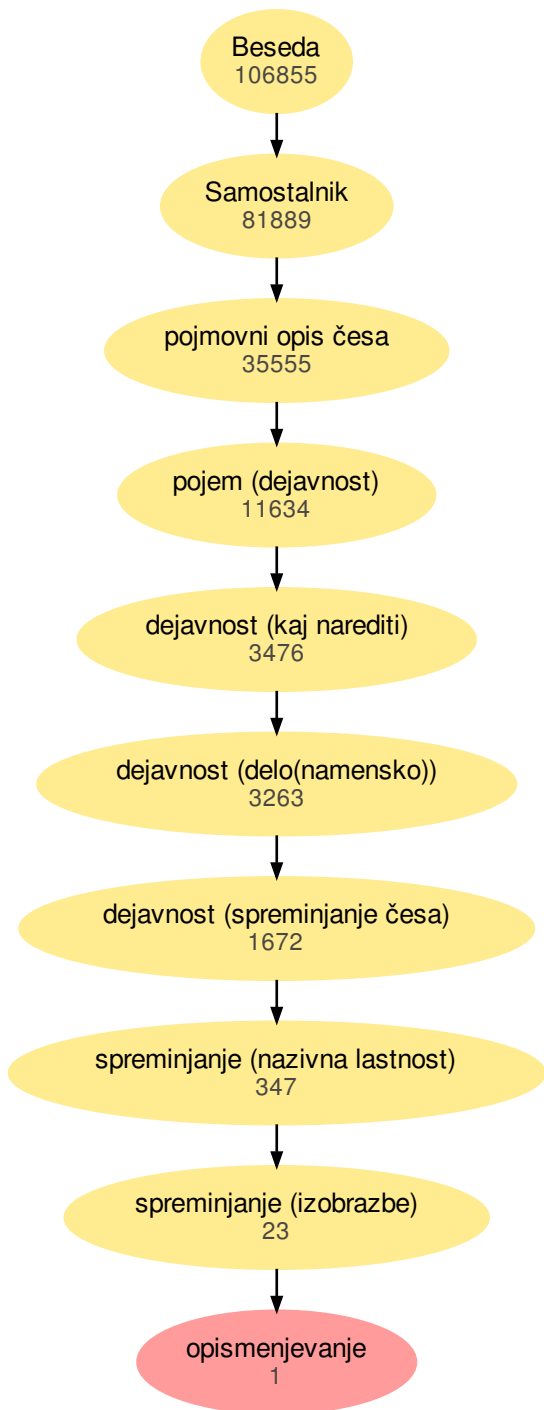 Beseda
106855
Samostalnik
81889
pojmovni opis česa
35555
pojem (dejavnost)
11634
dejavnost (kaj narediti)
3476
dejavnost (delo(namensko))
3263
dejavnost (spreminjanje česa)
1672
spreminjanje (nazivna lastnost)
347
spreminjanje (izobrazbe)
23
opismenjevanje
1